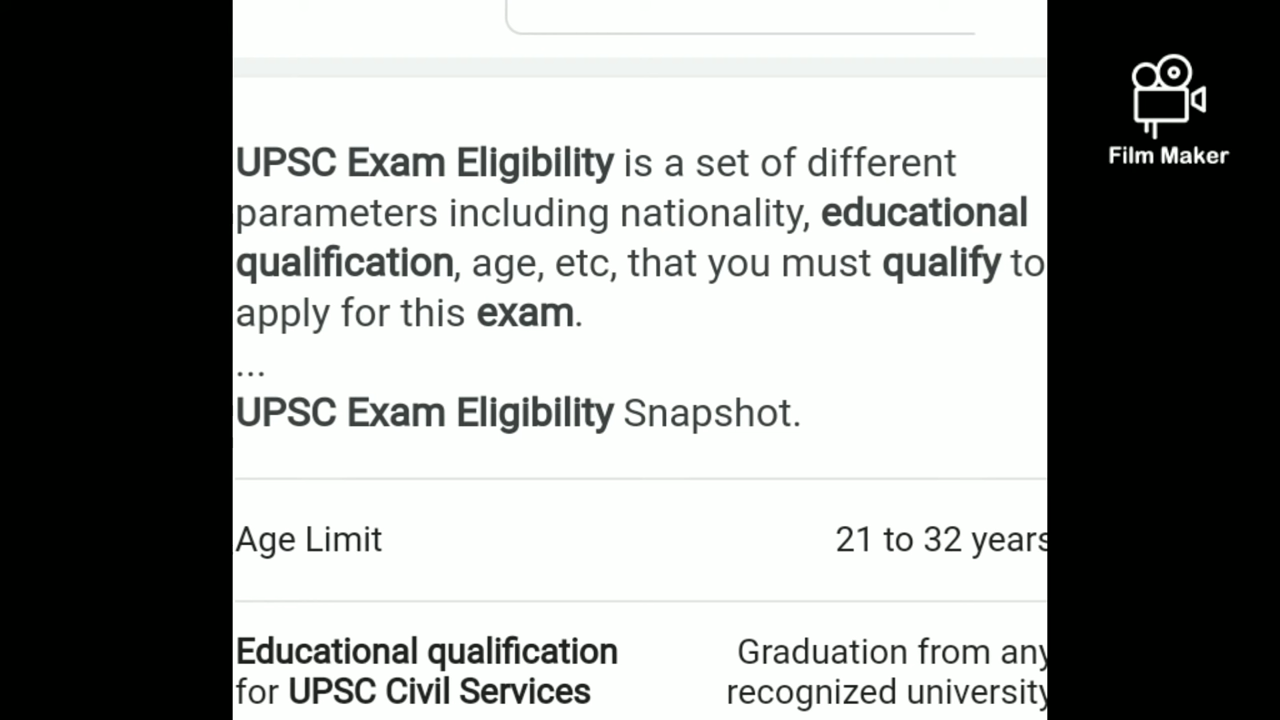 UPSC Exam Eligibility is a set of different
parameters including nationality, educational
qualification, age, etc, that you must qualify to
apply for this exam.
...
UPSC Exam Eligibility Snapshot.
Age Limit 21 to 32 years
Educational qualification Graduation from any
for UPSC Civil Services recognized university
Film Maker